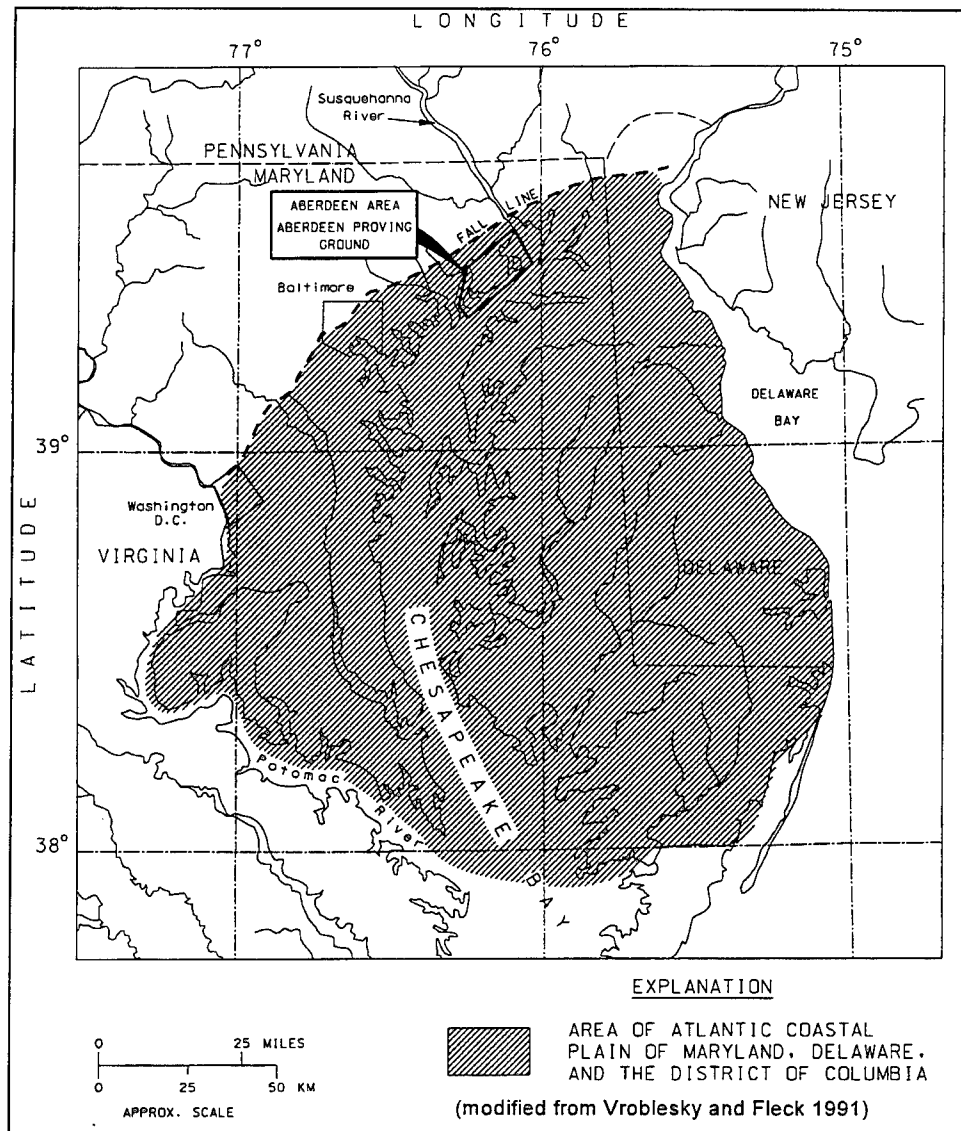 LONGITUDE
77° 76° 75°
Susquehanna
River
PENNSYLVANIA
MARYLAND
ABERDEEN AREA
ABERDEEN PROVING
GROUND
FALL LINE
NEW JERSEY
Baltimore
DELAWARE
BAY
39°
LATITUDE
Washington
D.C.
VIRGINIA
DELAWARE
CHESAPEAKE
BAY
Potomac
River
38°
EXPLANATION
0 25 MILES
0 25 50 KM
APPROX. SCALE
AREA OF ATLANTIC COASTAL
PLAIN OF MARYLAND, DELAWARE,
AND THE DISTRICT OF COLUMBIA
(modified from Vroblesky and Fleck 1991)